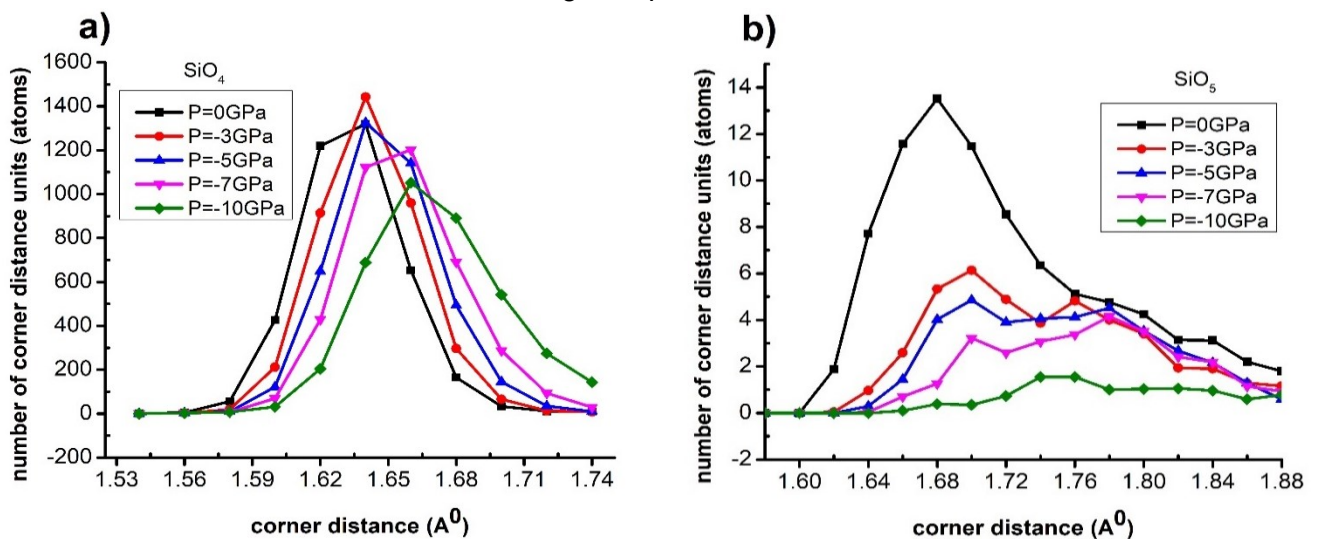 a)
SiO4
P=0GPa
P=-3GPa
P=-5GPa
P=-7GPa
P=-10GPa
number of corner distance units (atoms)
1600
1400
1200
1000
800
600
400
200
0
-200
1.53 1.56 1.59 1.62 1.65 1.68 1.71 1.74
corner distance (A0)
b)
SiO5
P=0GPa
P=-3GPa
P=-5GPa
P=-7GPa
P=-10GPa
number of corner distance units (atoms)
14
12
10
8
6
4
2
0
-2
1.60 1.64 1.68 1.72 1.76 1.80 1.84 1.88
corner distance (A0)